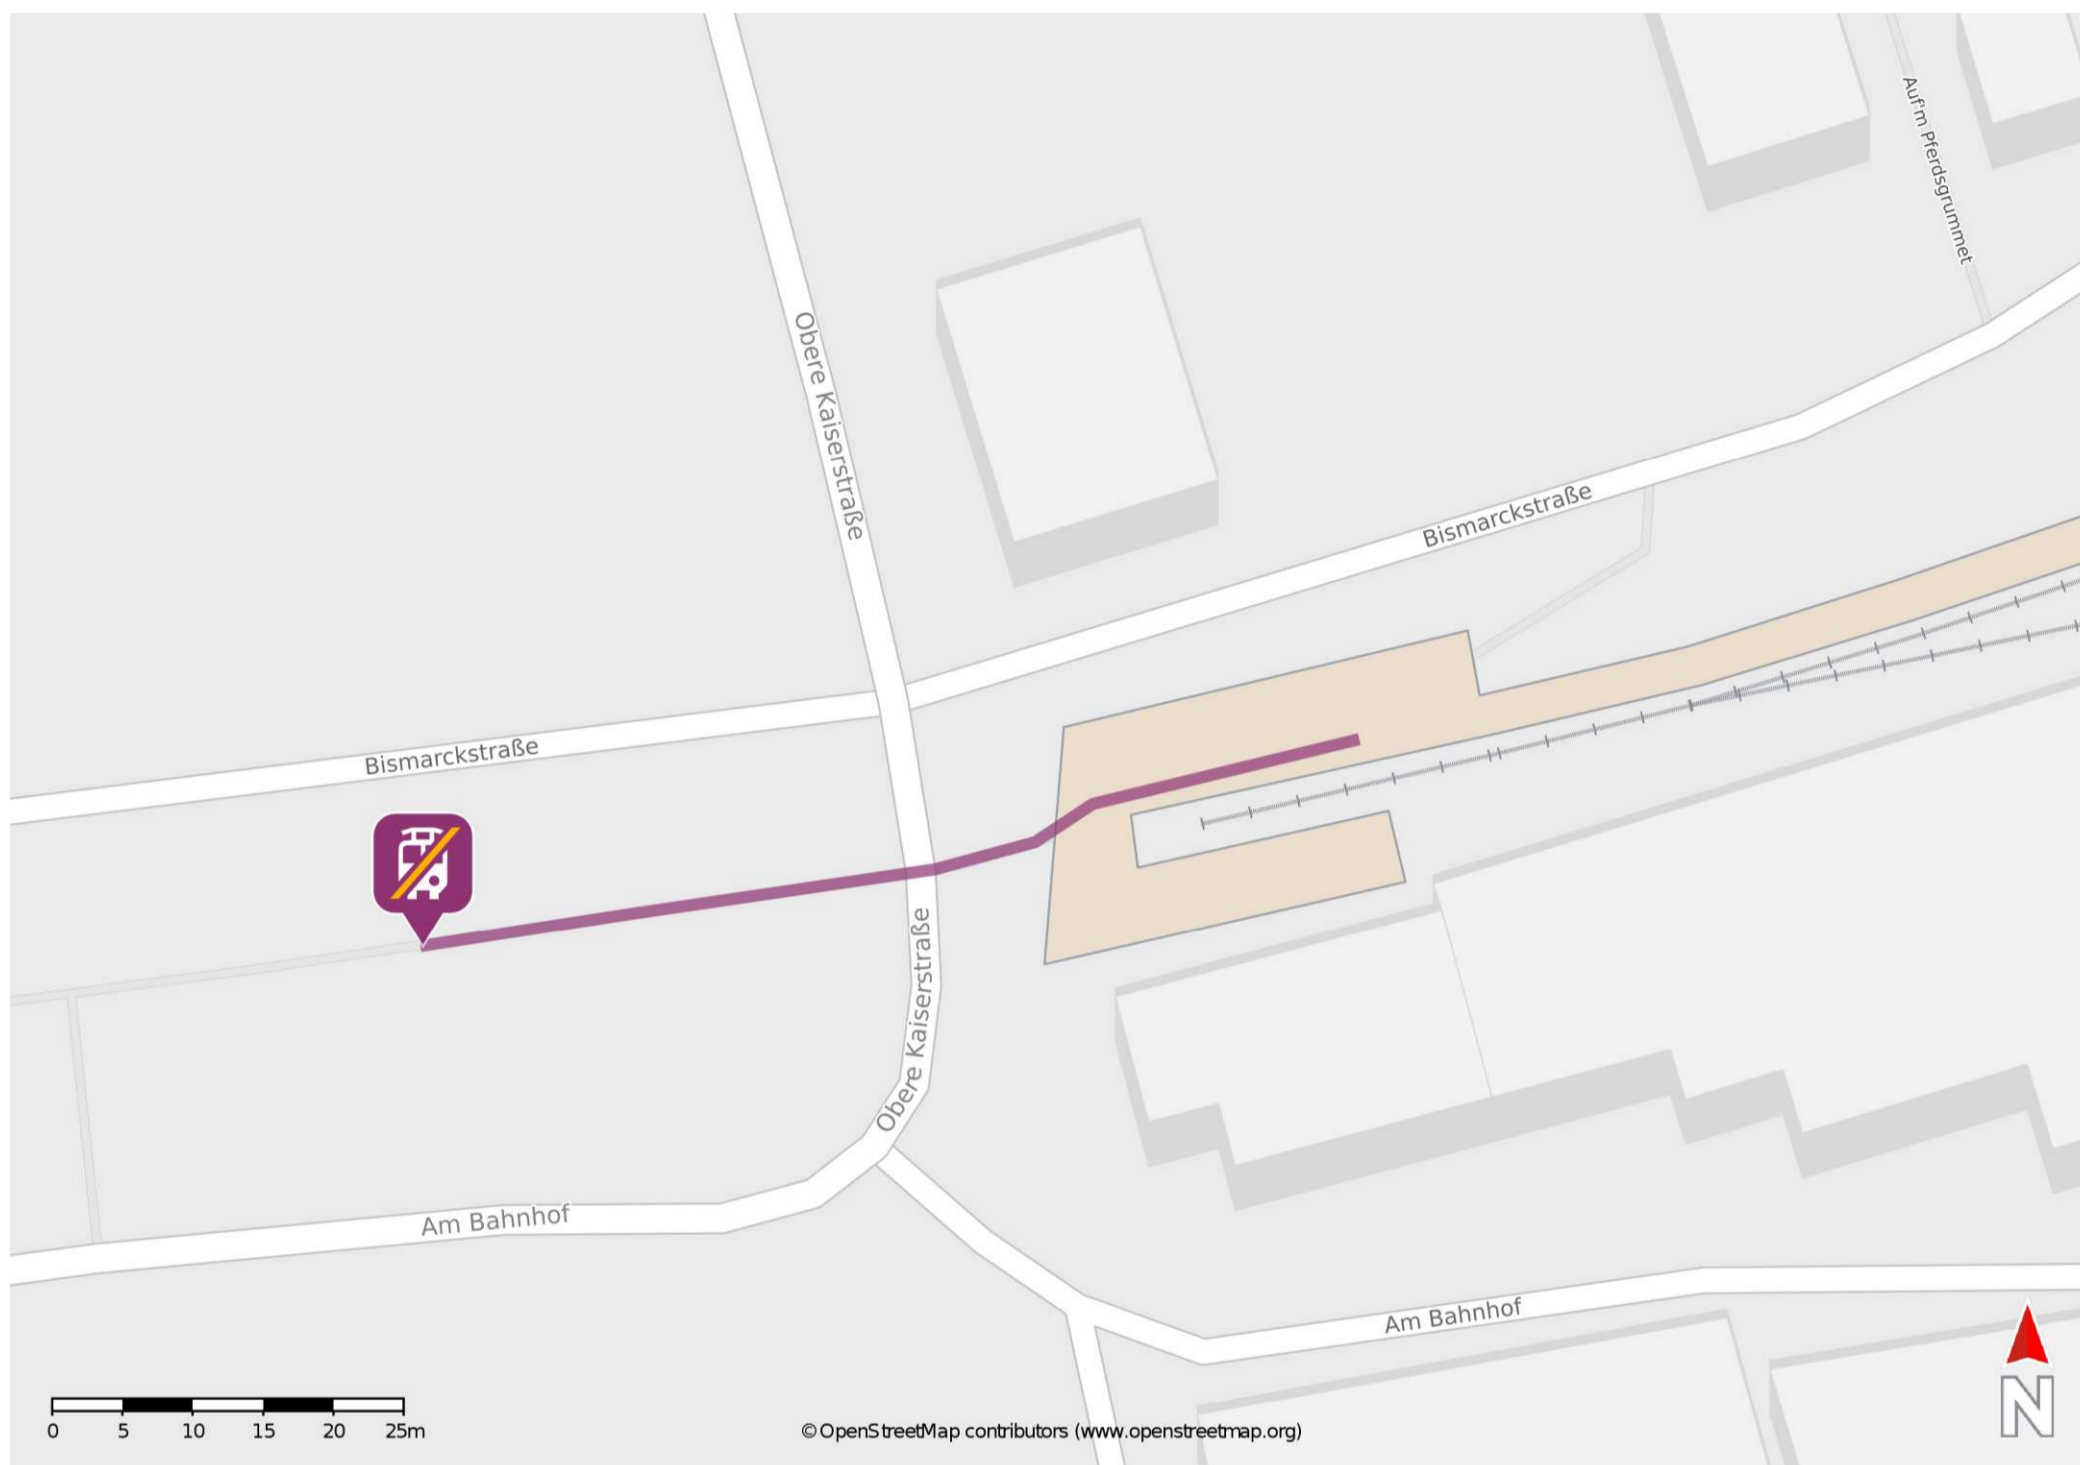 Auf'm Pferdsgrummet
Obere Kaiserstraße
Bismarckstraße
Bismarckstraße
Obere Kaiserstraße
Am Bahnhof
Am Bahnhof
0 5 10 15 20 25m
© OpenStreetMap contributors (www.openstreetmap.org)
N